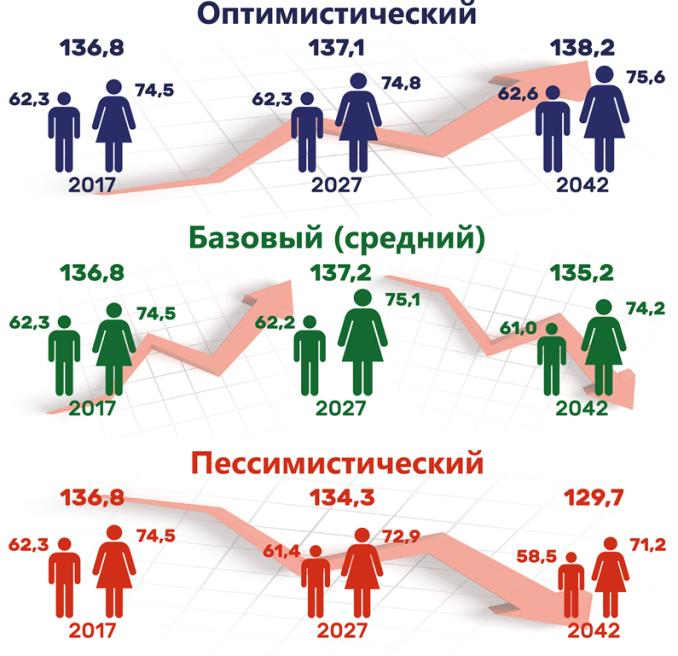 Оптимистический
136,8 137,1 138,2
62,3 74,5 62,3 74,8 62,6 75,6
2017 2027 2042
Базовый (средний)
136,8 137,2 135,2
62,3 74,5 62,2 75,1 61,0 74,2
2017 2027 2042
Пессимистический
136,8 134,3 129,7
62,3 74,5 61,4 72,9 58,5 71,2
2017 2027 2042